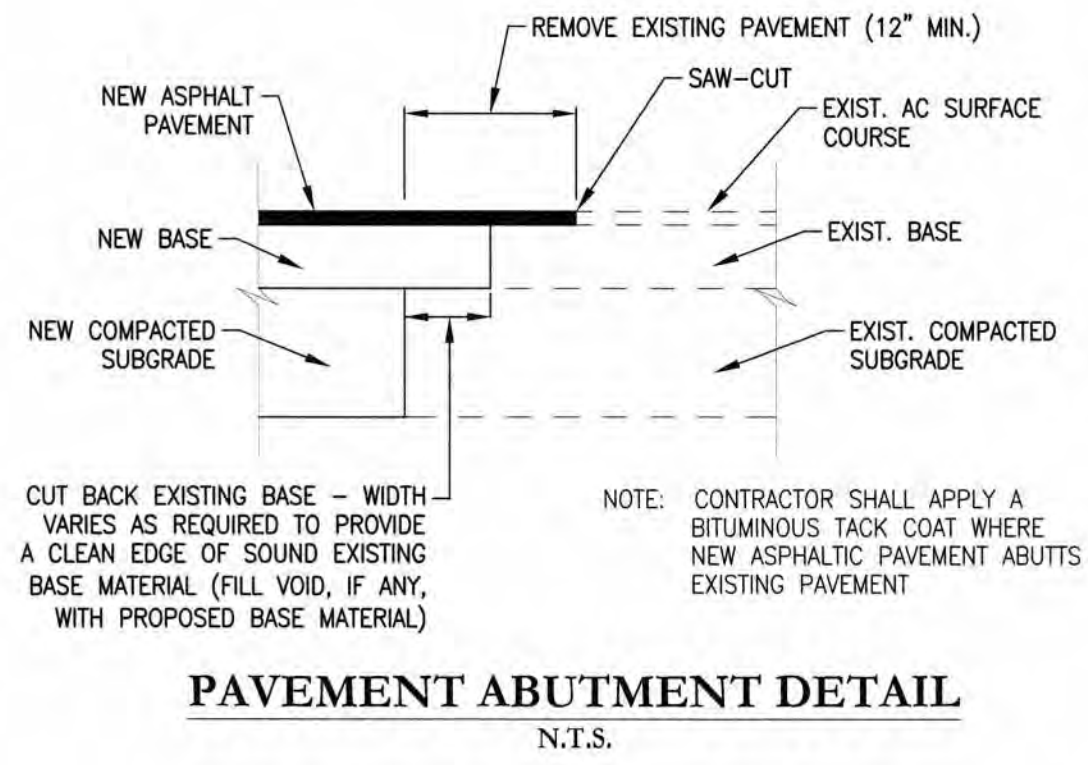 REMOVE EXISTING PAVEMENT (12" MIN.)
SAW-CUT
NEW ASPHALT
PAVEMENT
EXIST. AC SURFACE
COURSE
NEW BASE
EXIST. BASE
NEW COMPACTED
SUBGRADE
EXIST. COMPACTED
SUBGRADE
CUT BACK EXISTING BASE – WIDTH
VARIES AS REQUIRED TO PROVIDE
A CLEAN EDGE OF SOUND EXISTING
BASE MATERIAL (FILL VOID, IF ANY,
WITH PROPOSED BASE MATERIAL)
NOTE: CONTRACTOR SHALL APPLY A
BITUMINOUS TACK COAT WHERE
NEW ASPHALTIC PAVEMENT ABUTTS
EXISTING PAVEMENT
PAVEMENT ABUTMENT DETAIL
N.T.S.